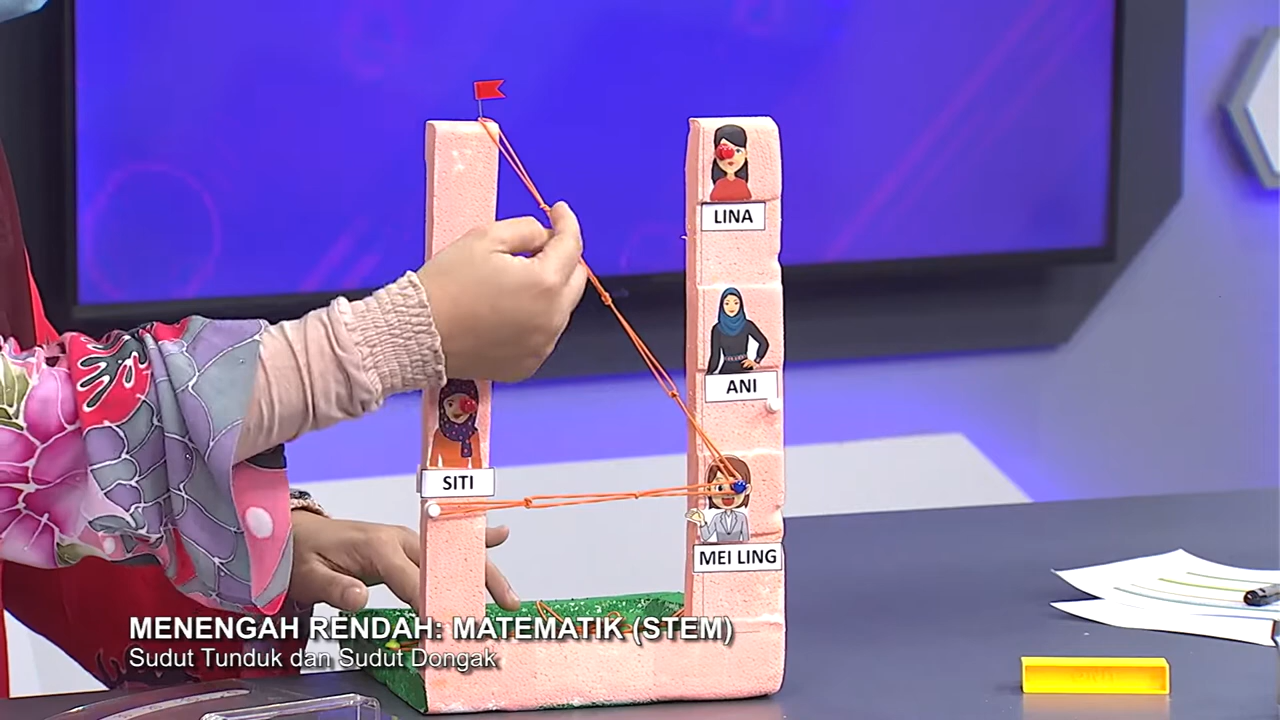 LINA
ANI
SITI
MEI LING
MENENGAH RENDAH: MATEMATIK (STEM)
Sudut Tunduk dan Sudut Dongak